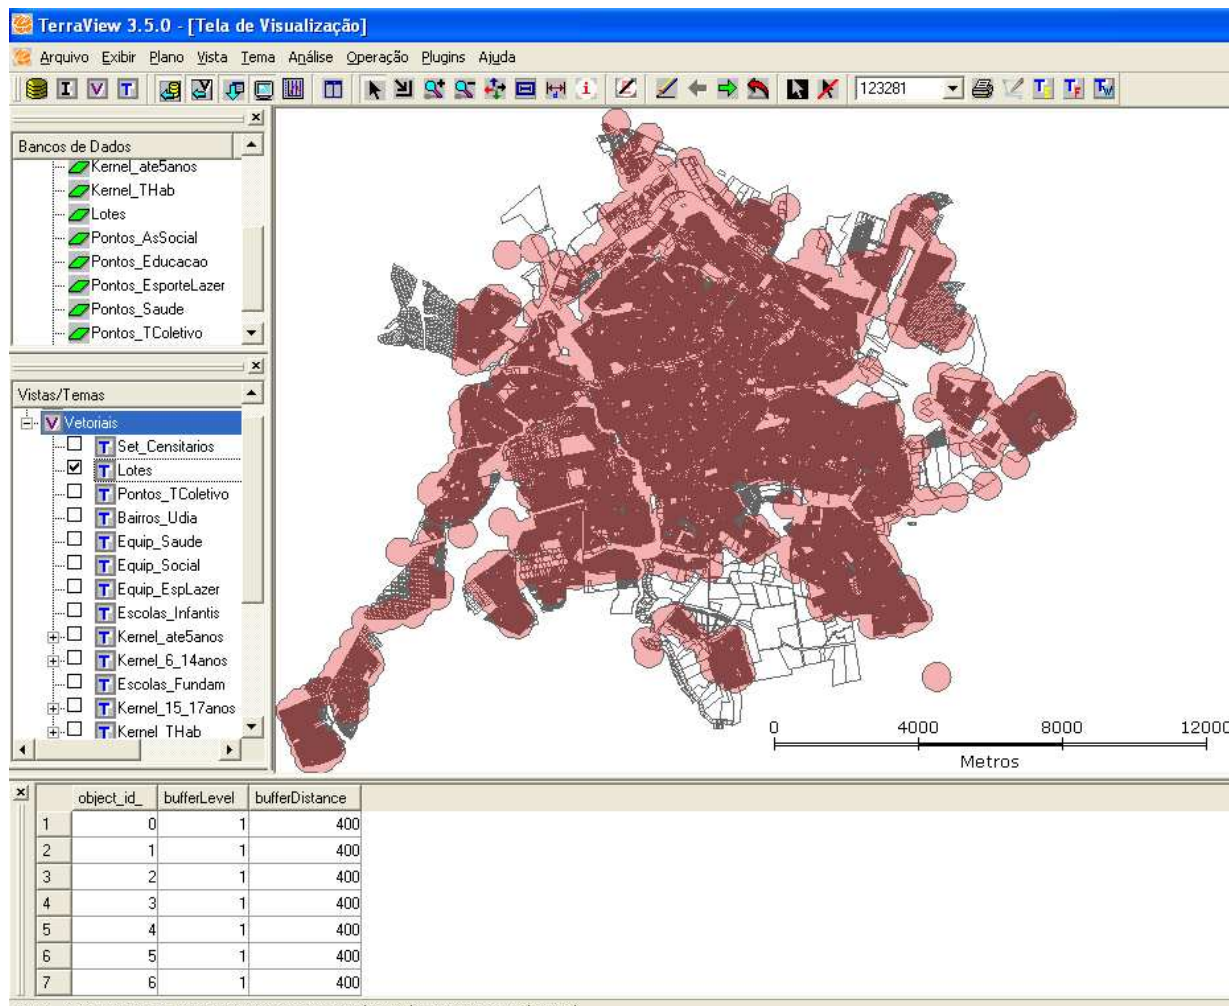 TerraView 3.5.0 - [Tela de Visualização]
Arquivo Exibir Plano Vista Tema Análise Operação Plugins Ajuda
123281
Bancos de Dados
Kernel_ate5anos
Kernel_THab
Lotes
Pontos_AsSocial
Pontos_Educacao
Pontos_EsporteLazer
Pontos_Saude
Pontos_TColetivo
Vistas/Temas
Vetoriais
Set_Censitarios
Lotes
Pontos_TColetivo
Bairros_Udia
Equip_Saude
Equip_Social
Equip_EspLazer
Escolas_Infantis
Kernel_ate5anos
Kernel_6_14anos
Escolas_Fundam
Kernel_15_17anos
Kernel_THab
0 4000 8000 12000
Metros
object_id_ bufferLevel bufferDistance
1 0 1 400
2 1 1 400
3 2 1 400
4 3 1 400
5 4 1 400
6 5 1 400
7 6 1 400